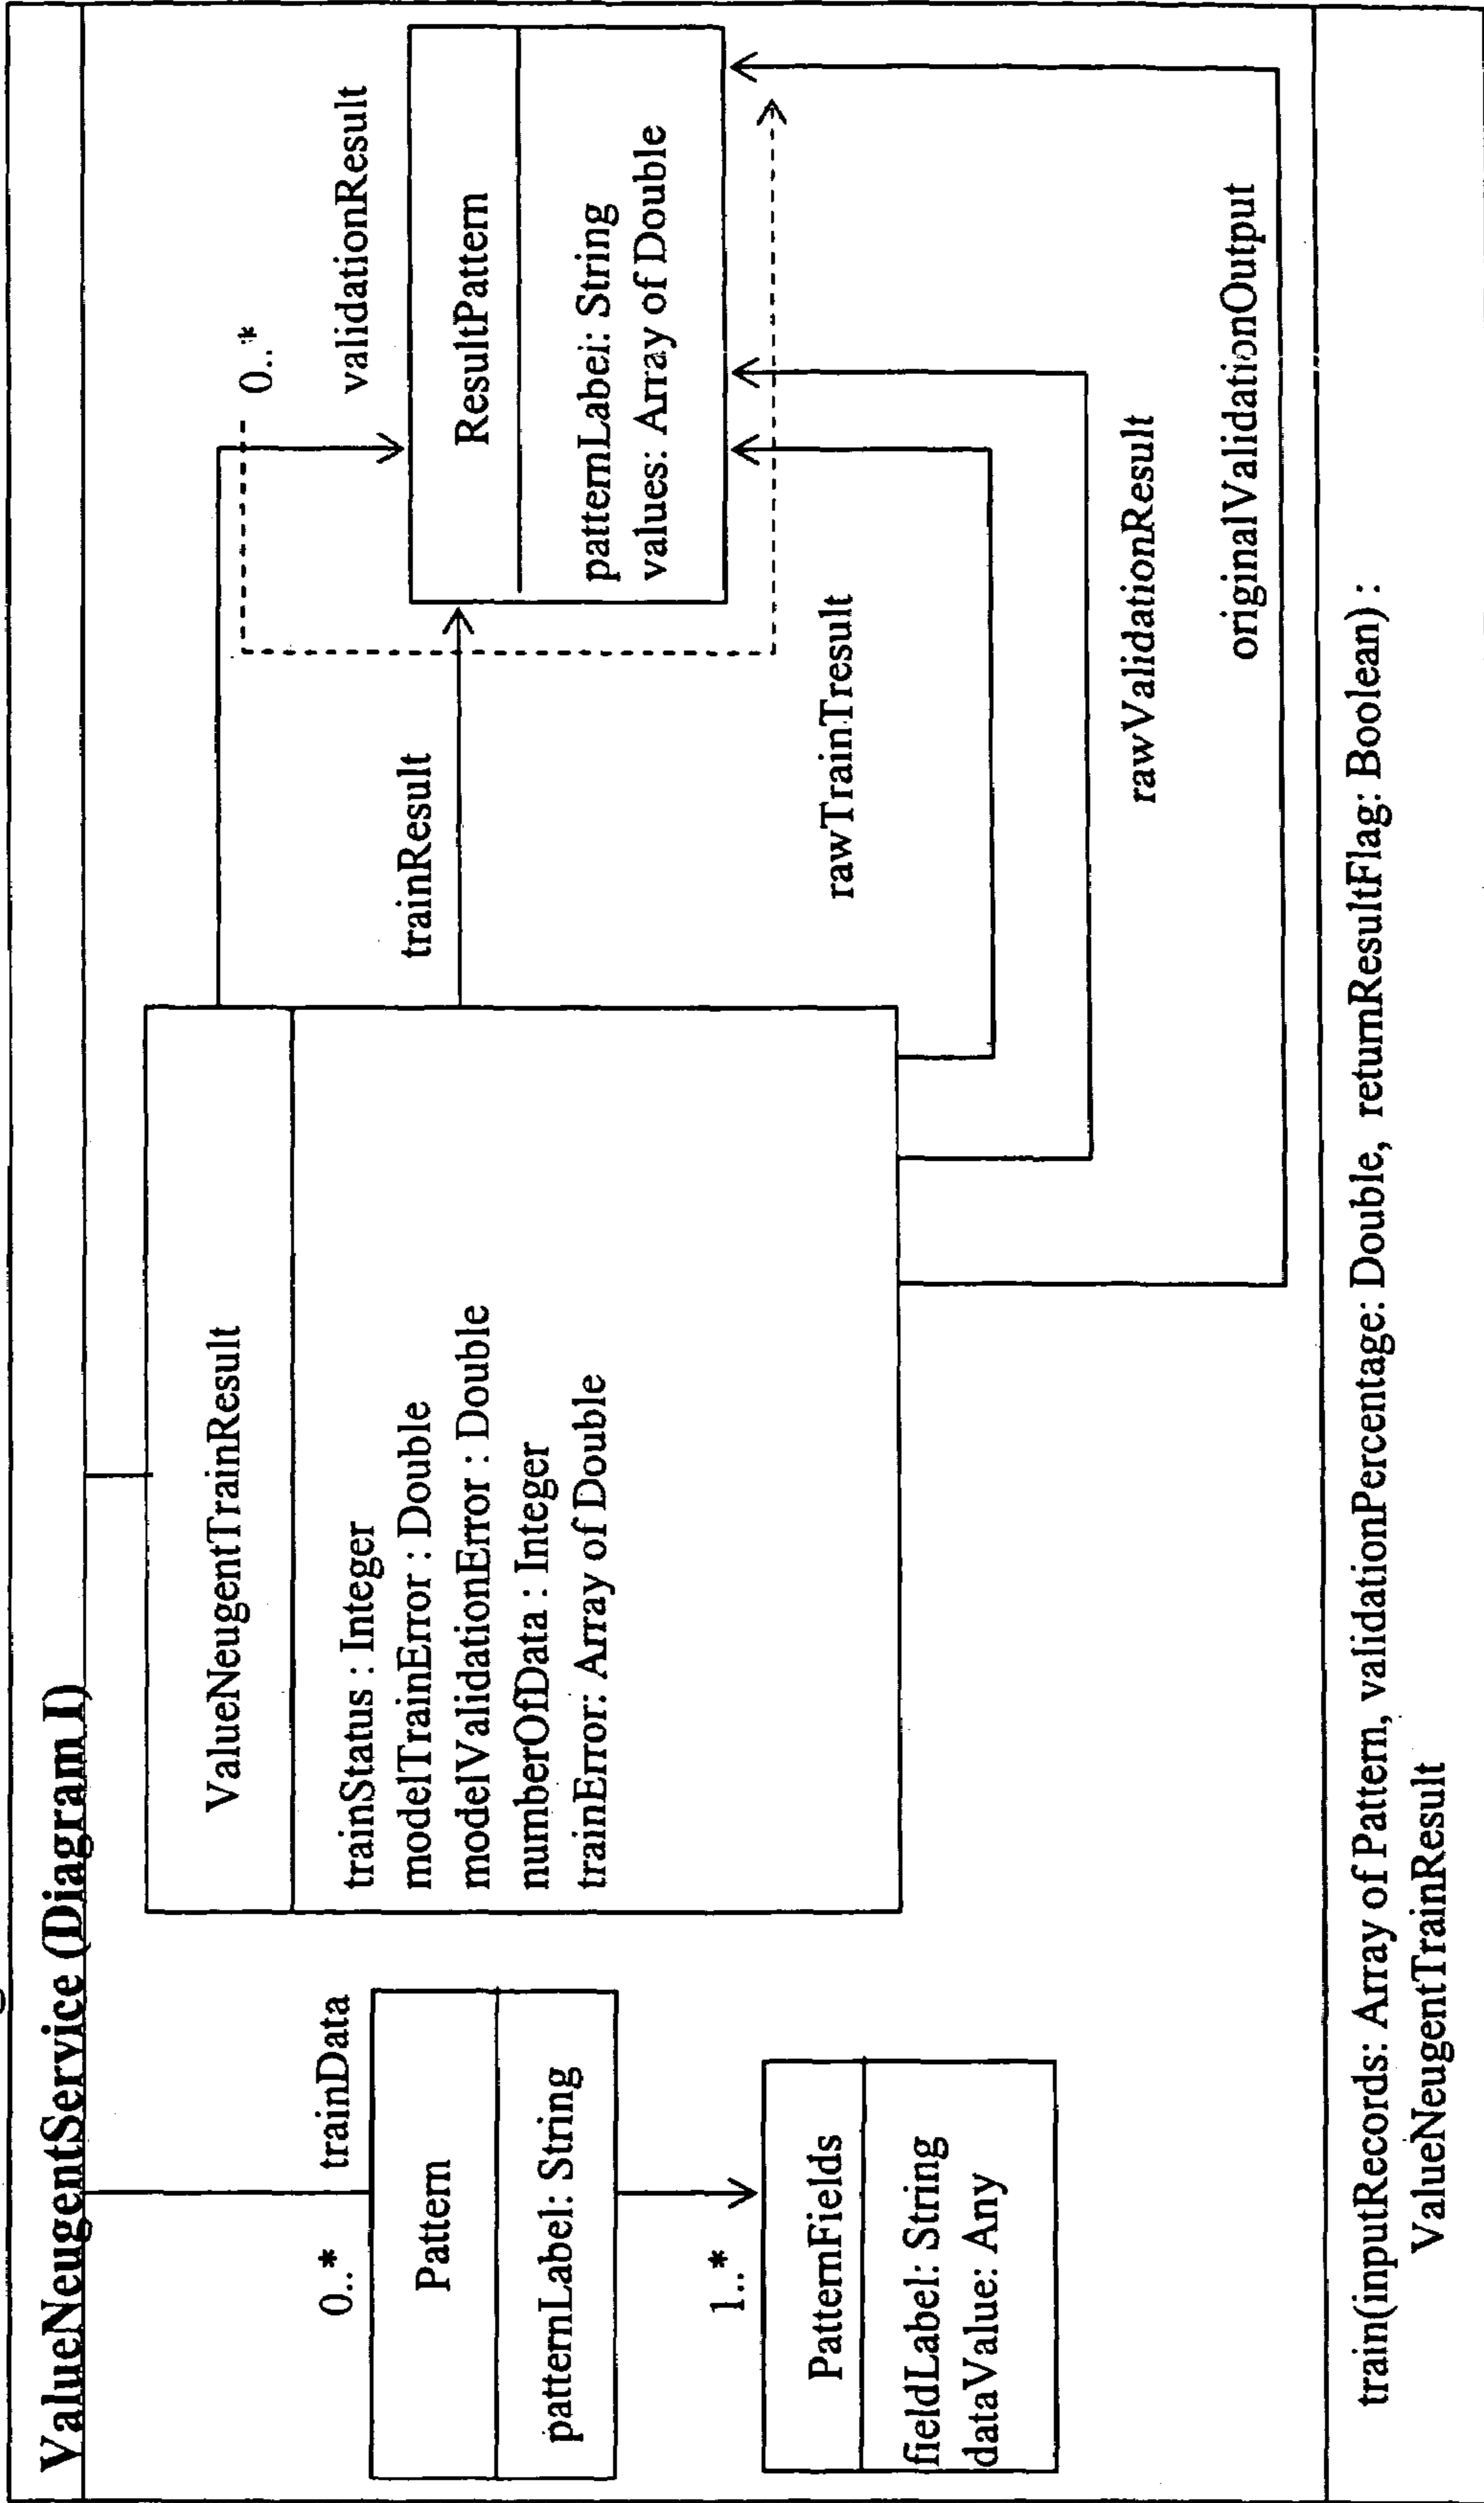 ValueNeugentService (Diagram I)
0..*
trainData
Pattern
patternLabel: String
1..*
PatternFields
fieldLabel: String
dataValue: Any
ValueNeugentTrainResult
trainStatus : Integer
modelTrainError : Double
modelValidationError : Double
numberOfData : Integer
trainError: Array of Double
trainResult
0..*
validationResult
ResultPattern
patternLabel: String
values: Array of Double
rawTrainTresult
rawValidationResult
originalValidationOutput
train(inputRecords: Array of Pattern, validationPercentage: Double, returnResultFlag: Boolean) :
ValueNeugentTrainResult